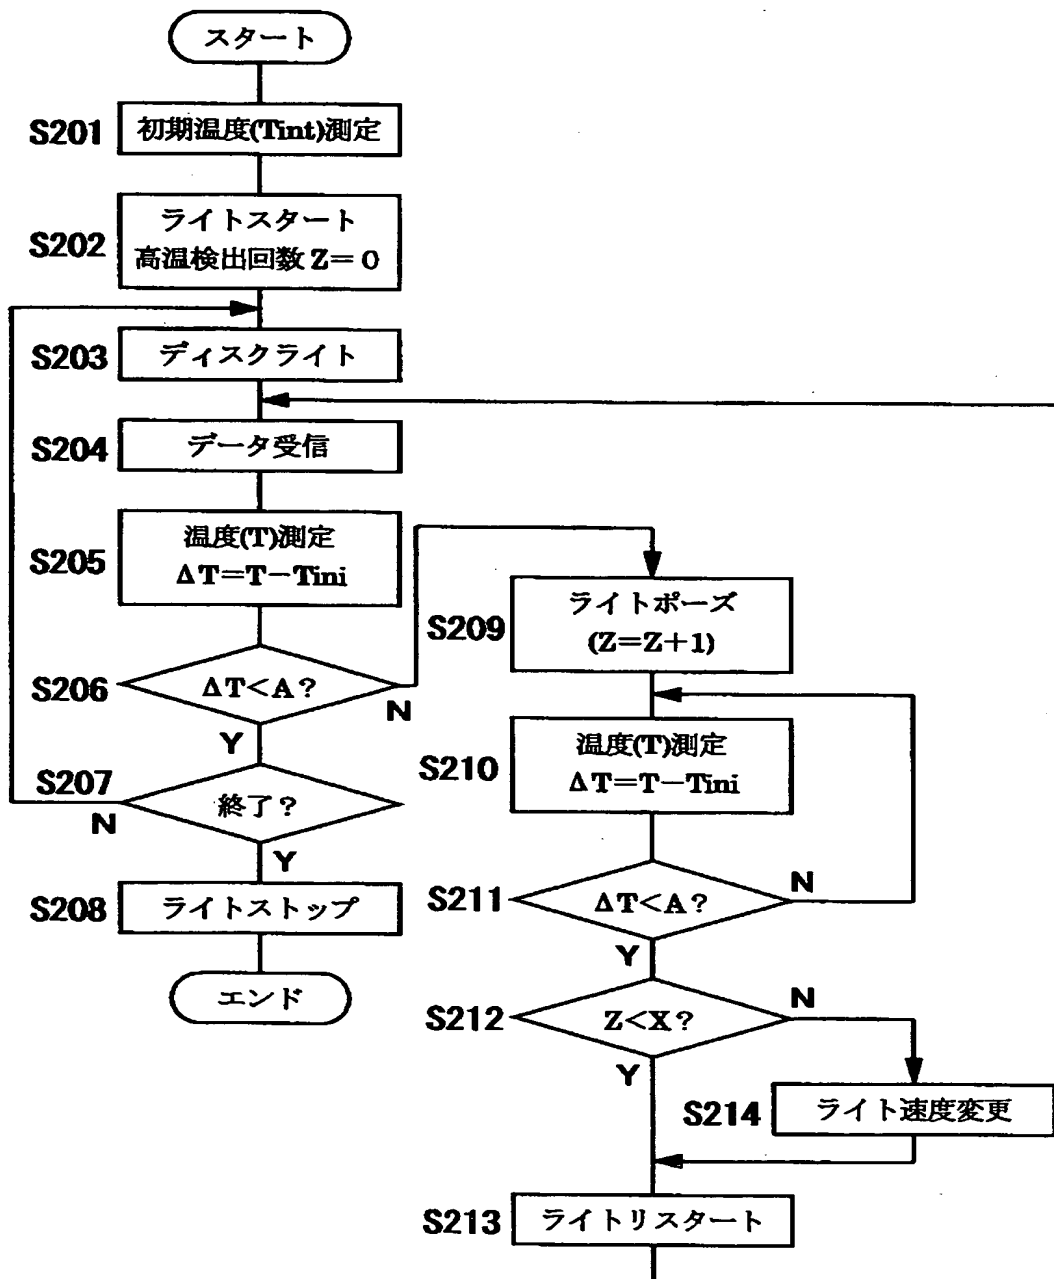 スタート
S201
初期温度(Tint)測定
S202
ライトスタート
高温検出回数 Z＝0
S203
ディスクライト
S204
データ受信
S205
温度(T)測定
ΔT＝T－Tini
S206
ΔT＜A？
N
Y
S207
終了？
N
Y
S208
ライトストップ
エンド
S209
ライトポーズ
(Z＝Z＋1)
S210
温度(T)測定
ΔT＝T－Tini
S211
ΔT＜A？
N
Y
S212
Z＜X？
N
Y
S214
ライト速度変更
S213
ライトリスタート